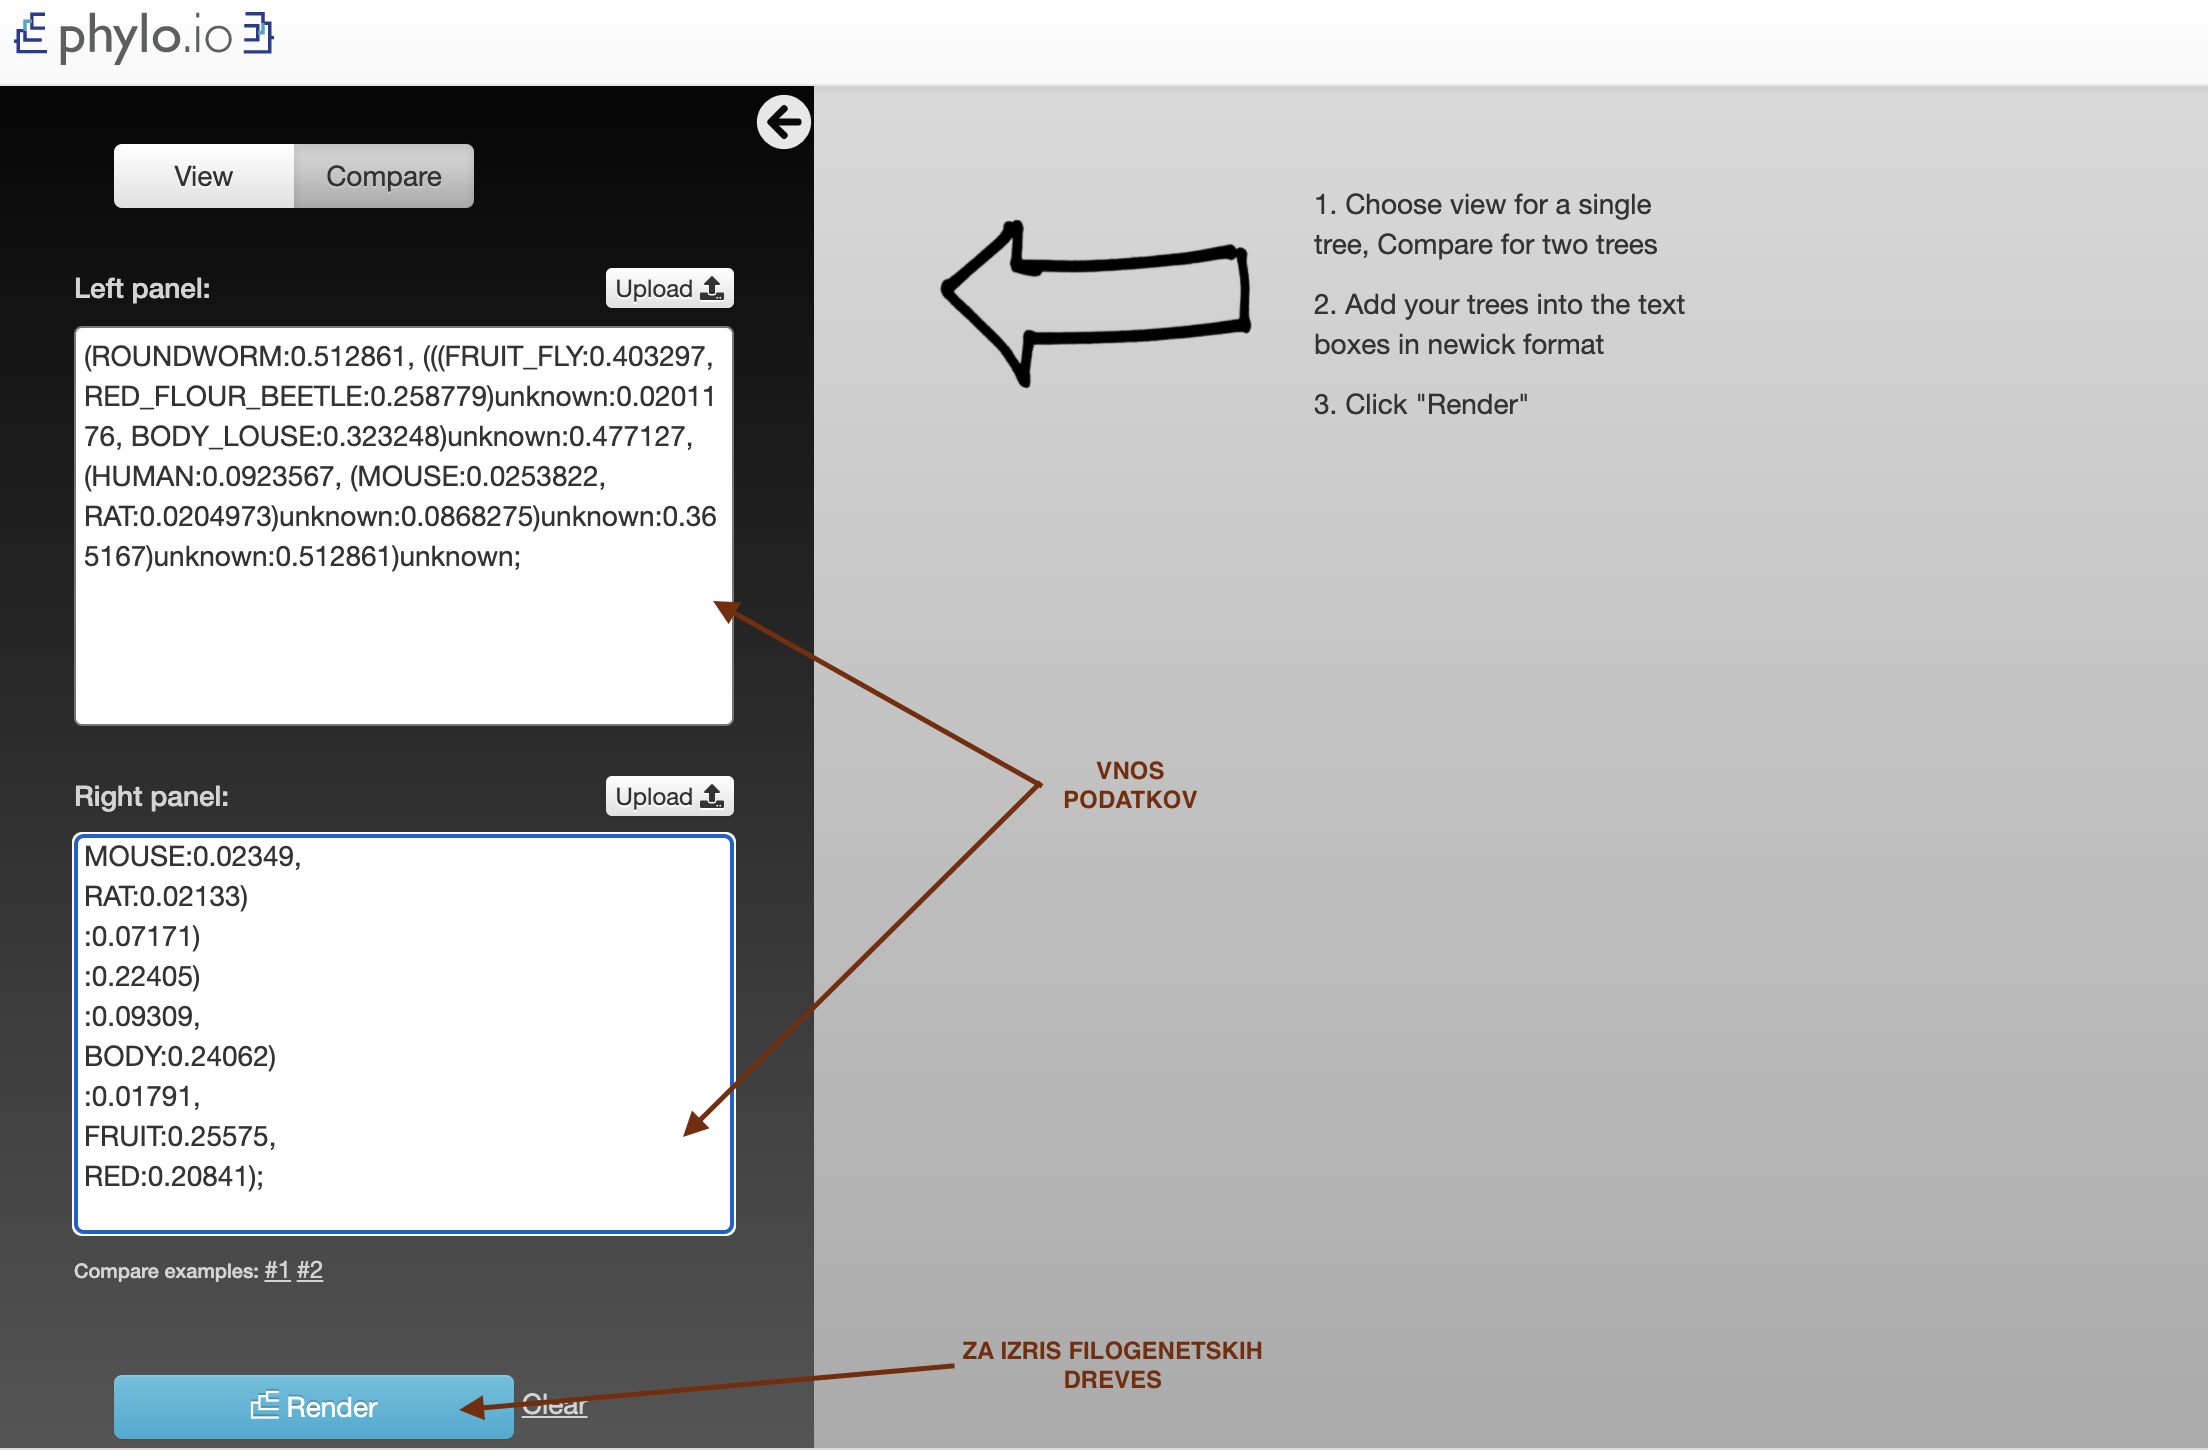 phylo.io
View
Compare
1. Choose view for a single
tree, Compare for two trees
2. Add your trees into the text
boxes in newick format
3. Click "Render"
Left panel:
Upload
(ROUNDWORM:0.512861, (((FRUIT_FLY:0.403297,
RED_FLOUR_BEETLE:0.258779)unknown:0.02011
76, BODY_LOUSE:0.323248)unknown:0.477127,
(HUMAN:0.0923567, (MOUSE:0.0253822,
RAT:0.0204973)unknown:0.0868275)unknown:0.36
5167)unknown:0.512861)unknown;
VNOS
PODATKOV
Right panel:
Upload
MOUSE:0.02349,
RAT:0.02133)
:0.07171)
:0.22405)
:0.09309,
BODY:0.24062)
:0.01791,
FRUIT:0.25575,
RED:0.20841);
Compare examples: #1 #2
ZA IZRIS FILOGENETSKIH
DREVES
Render
Clear